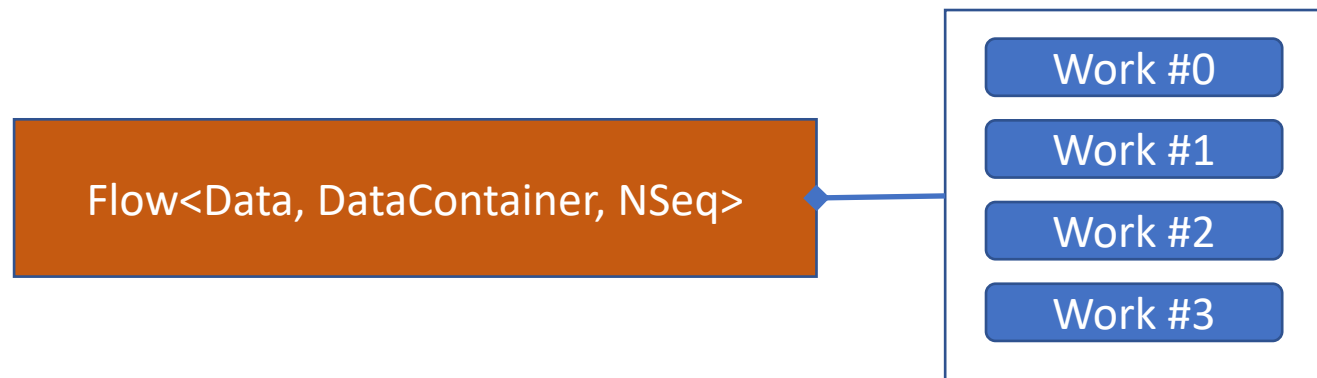 Flow<Data, DataContainer, NSeq>
Work #0
Work #1
Work #2
Work #3